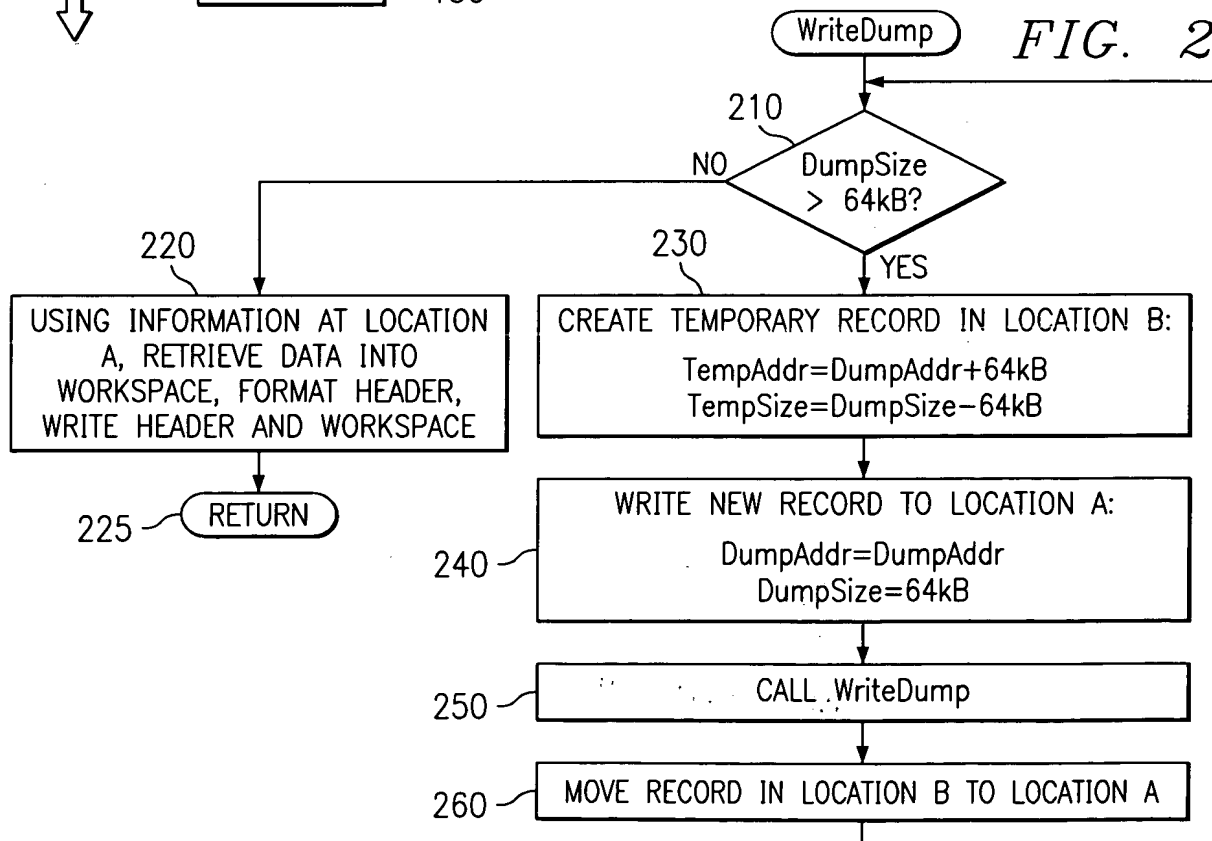 WriteDump
FIG. 2
210
NO
DumpSize
> 64kB?
YES
220
USING INFORMATION AT LOCATION
A, RETRIEVE DATA INTO
WORKSPACE, FORMAT HEADER,
WRITE HEADER AND WORKSPACE
225
RETURN
230
CREATE TEMPORARY RECORD IN LOCATION B:
TempAddr=DumpAddr+64kB
TempSize=DumpSize-64kB
240
WRITE NEW RECORD TO LOCATION A:
DumpAddr=DumpAddr
DumpSize=64kB
250
CALL WriteDump
260
MOVE RECORD IN LOCATION B TO LOCATION A